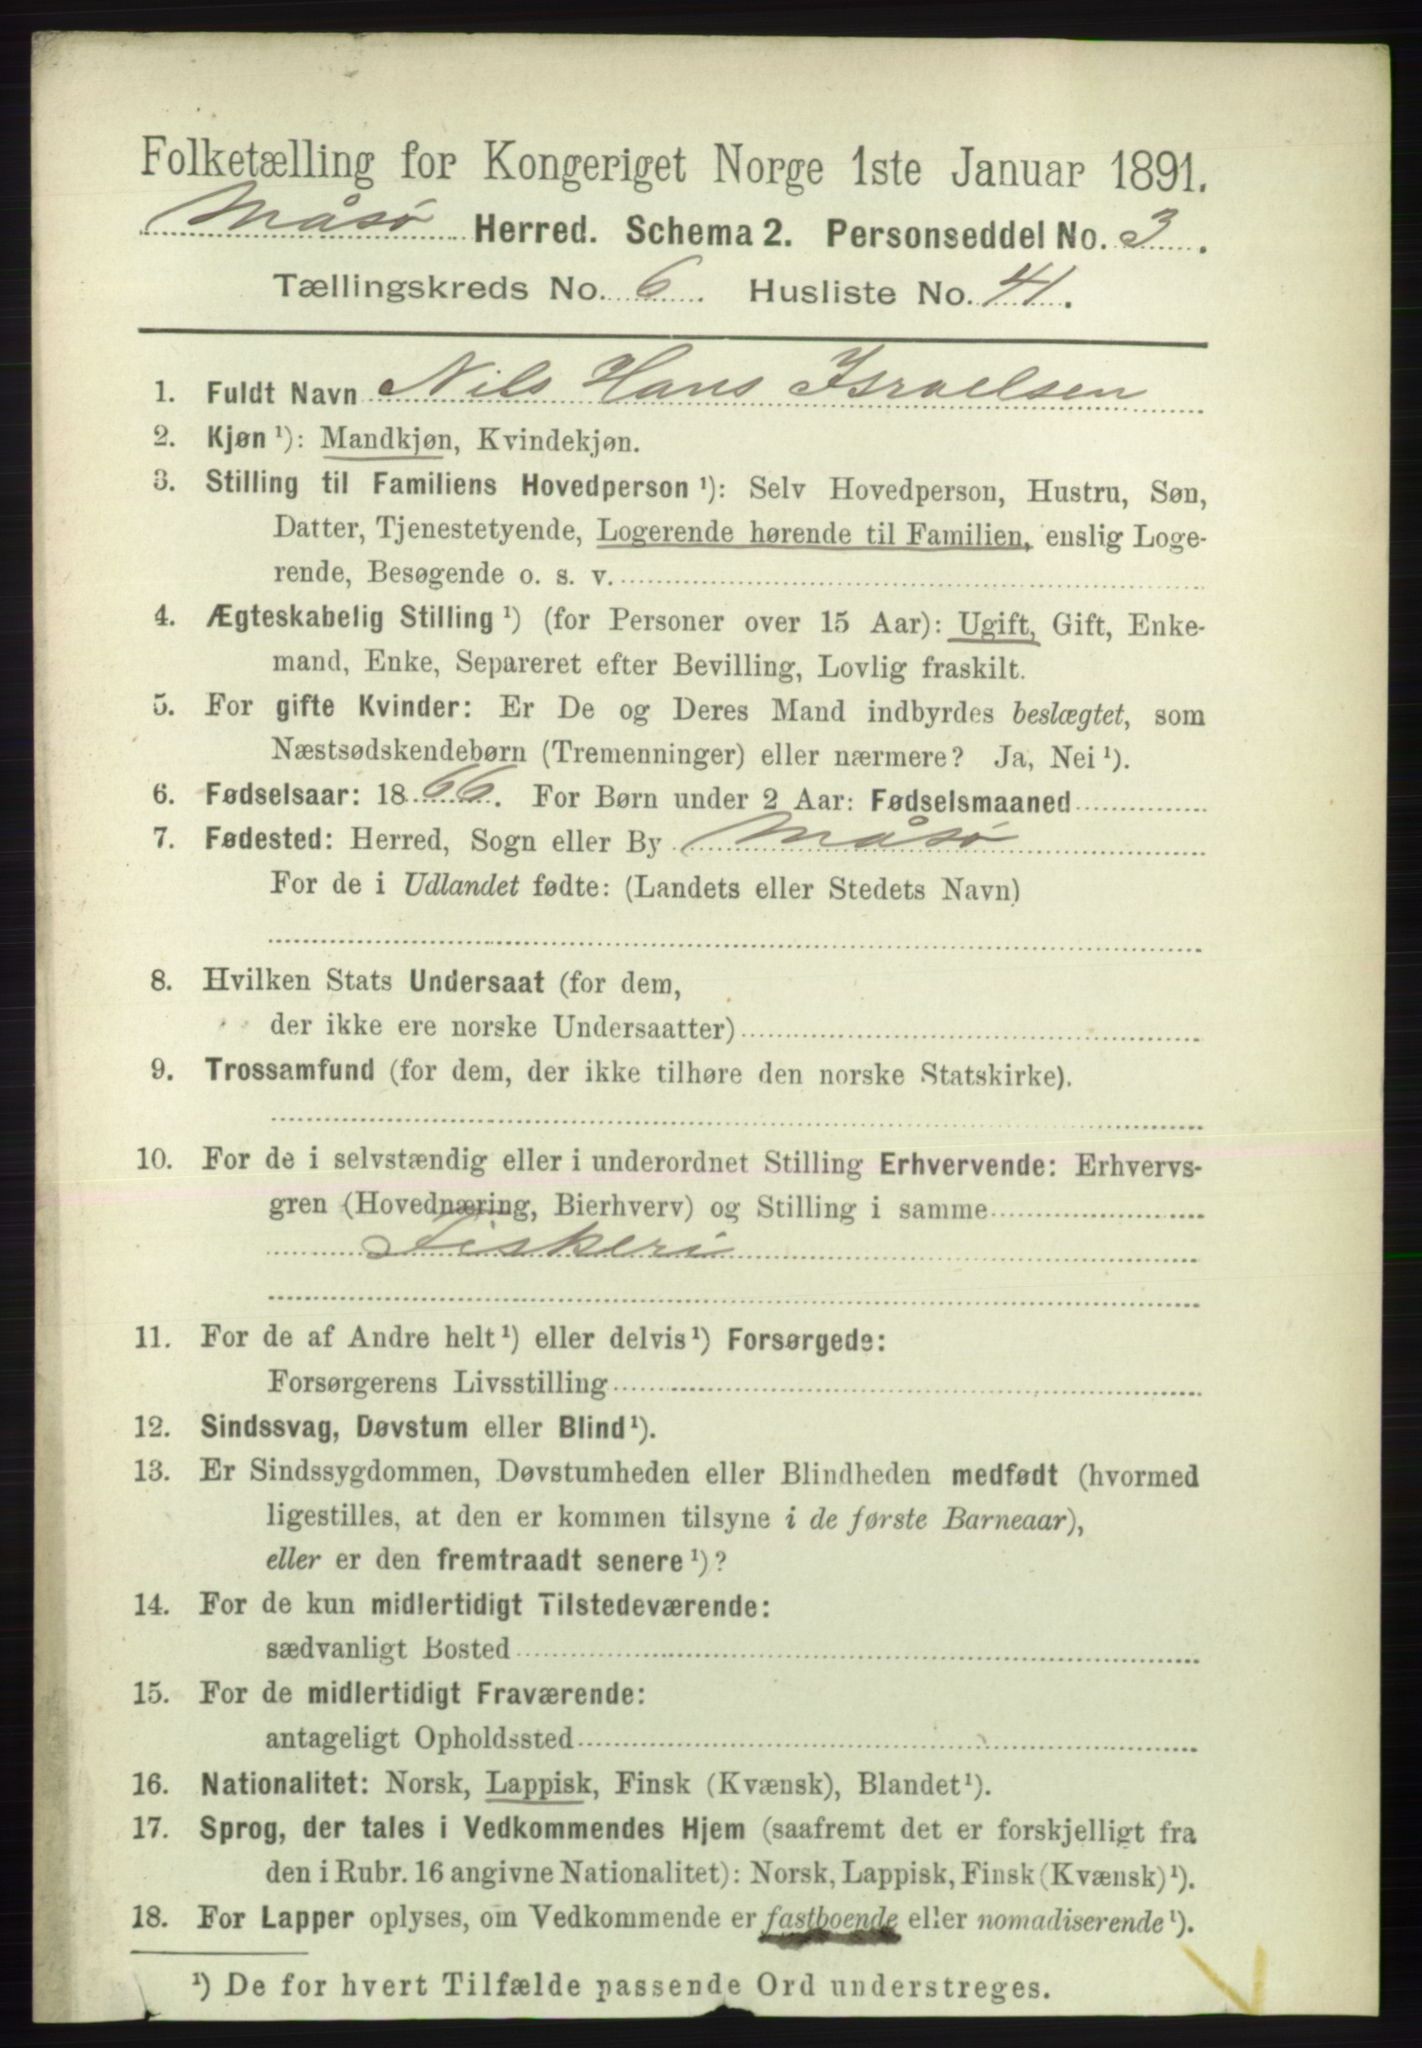 Folketælling for Kongeriget Norge 1ste Januar 1891.
Måsø Herred. Schema 2. Personseddel No. 3.
Tællingskreds No. 6. Husliste No. 41.
1. Fuldt Navn Nils Hans Israelsen
2. Kjøn ¹): Mandkjøn, Kvindekjøn.
3. Stilling til Familiens Hovedperson ¹): Selv Hovedperson, Hustru, Søn,
Datter, Tjenestetyende, Logerende hørende til Familien, enslig Loge-
rende, Besøgende o. s. v.
4. Ægteskabelig Stilling ¹) (for Personer over 15 Aar): Ugift, Gift, Enke-
mand, Enke, Separeret efter Bevilling, Lovlig fraskilt.
5. For gifte Kvinder: Er De og Deres Mand indbyrdes beslægtet, som
Næstsødskendebørn (Tremenninger) eller nærmere? Ja, Nei ¹).
6. Fødselsaar: 1866. For Børn under 2 Aar: Fødselsmaaned
7. Fødested: Herred, Sogn eller By Måsø
For de i Udlandet fødte: (Landets eller Stedets Navn)
8. Hvilken Stats Undersaat (for dem,
der ikke ere norske Undersaatter)
9. Trossamfund (for dem, der ikke tilhøre den norske Statskirke).
10. For de i selvstændig eller i underordnet Stilling Erhvervende: Erhvervs-
gren (Hovednæring, Bierhverv) og Stilling i samme
Fiskeri
11. For de af Andre helt ¹) eller delvis ¹) Forsørgede:
Forsørgerens Livsstilling
12. Sindssvag, Døvstum eller Blind ¹).
13. Er Sindssygdommen, Døvstumheden eller Blindheden medfødt (hvormed
ligestilles, at den er kommen tilsyne i de første Barneaar),
eller er den fremtraadt senere ¹)?
14. For de kun midlertidigt Tilstedeværende:
sædvanligt Bosted
15. For de midlertidigt Fraværende:
antageligt Opholdssted
16. Nationalitet: Norsk, Lappisk, Finsk (Kvænsk), Blandet ¹).
17. Sprog, der tales i Vedkommendes Hjem (saafremt det er forskjelligt fra
den i Rubr. 16 angivne Nationalitet): Norsk, Lappisk, Finsk (Kvænsk) ¹).
18. For Lapper oplyses, om Vedkommende er fastboende eller nomadiserende ¹).
¹) De for hvert Tilfælde passende Ord understreges.